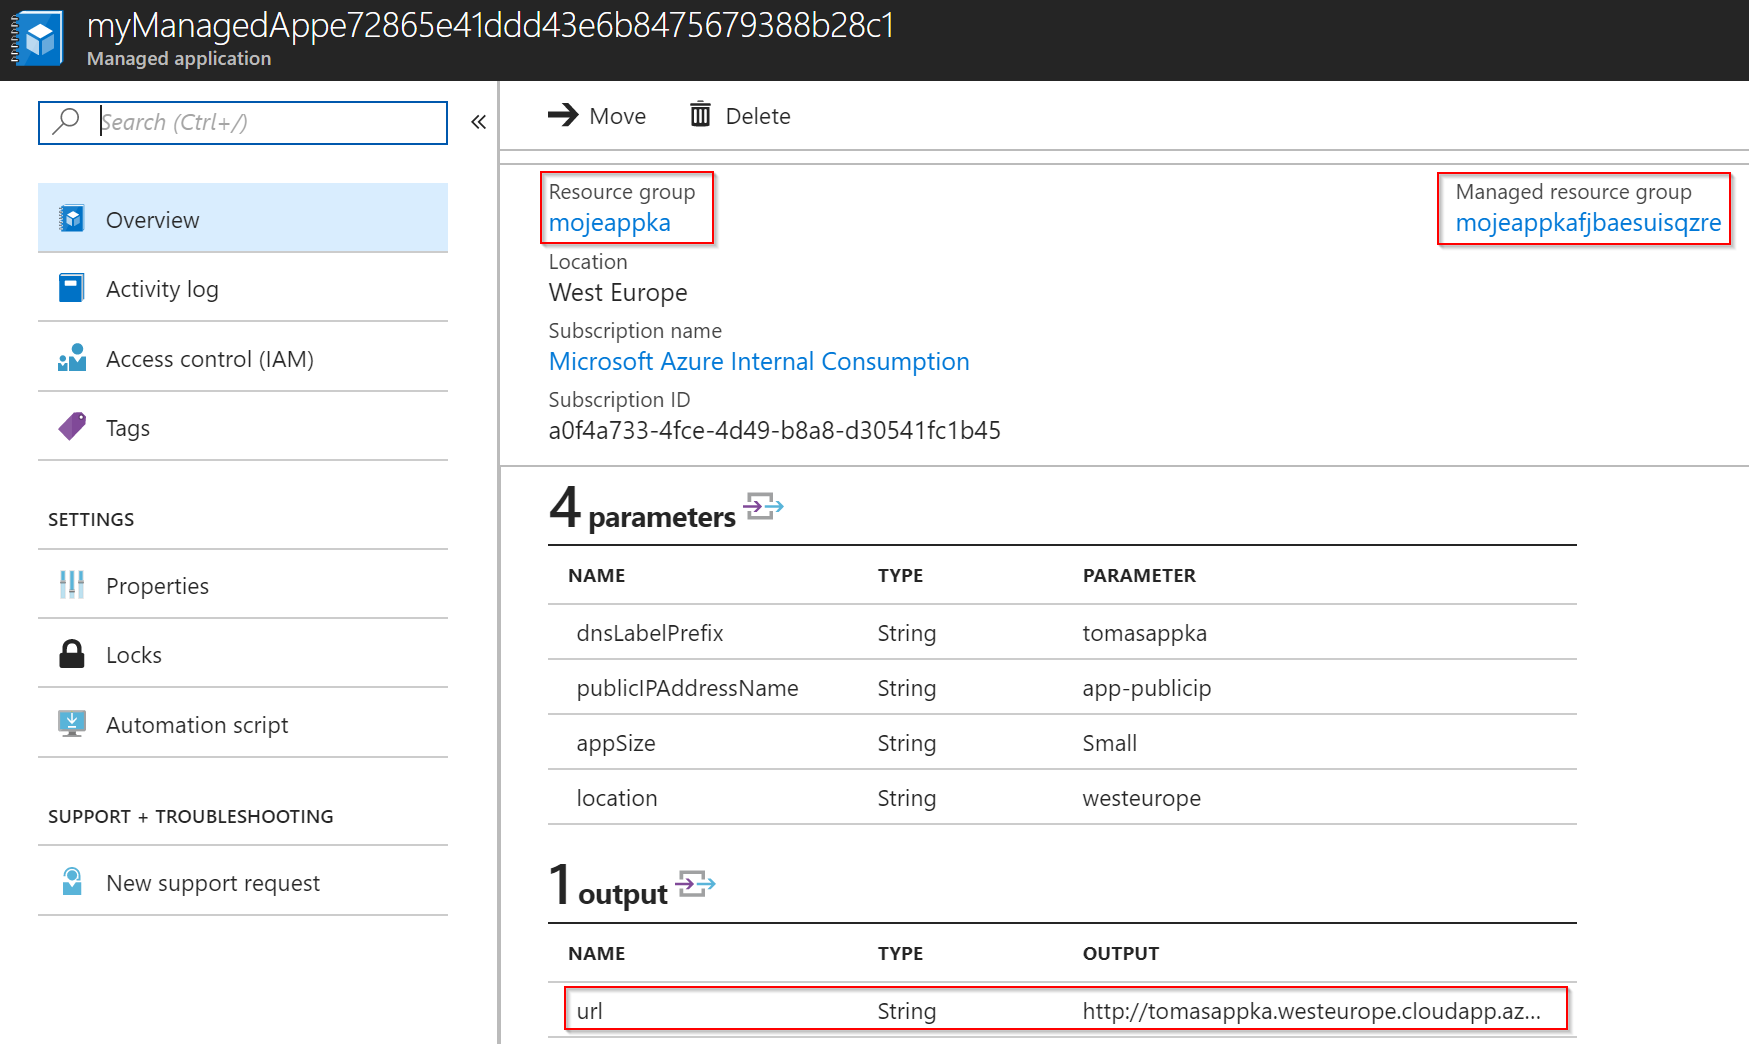 myManagedAppe72865e41ddd43e6b8475679388b28c1
Managed application
Search (Ctrl+/)
«
Overview
Activity log
Access control (IAM)
Tags
SETTINGS
Properties
Locks
Automation script
SUPPORT + TROUBLESHOOTING
New support request
Move Delete
Resource group
mojeappka
Managed resource group
mojeappkafjbaesuisqzre
Location
West Europe
Subscription name
Microsoft Azure Internal Consumption
Subscription ID
a0f4a733-4fce-4d49-b8a8-d30541fc1b45
4 parameters
NAME TYPE PARAMETER
dnsLabelPrefix String tomasappka
publicIPAddressName String app-publicip
appSize String Small
location String westeurope
1 output
NAME TYPE OUTPUT
url String http://tomasappka.westeurope.cloudapp.az...